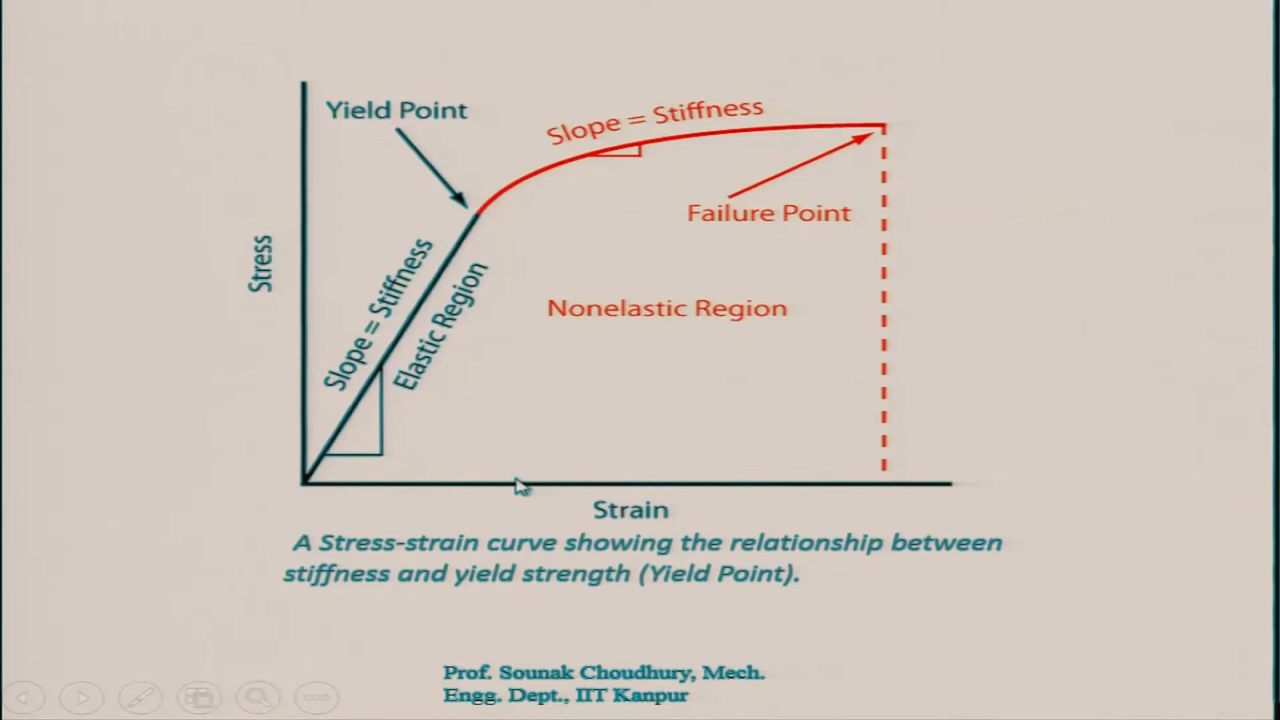 Yield Point
Slope = Stiffness
Failure Point
Stress
Slope = Stiffness
Elastic Region
Nonelastic Region
Strain
A Stress-strain curve showing the relationship between
stiffness and yield strength (Yield Point).
Prof. Sounak Choudhury, Mech.
Engg. Dept., IIT Kanpur